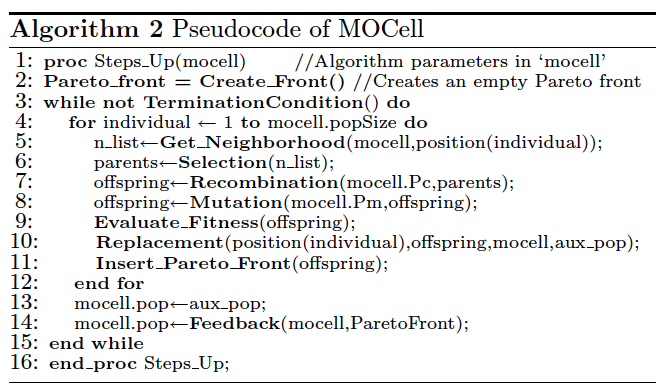 Algorithm 2 Pseudocode of MOCell
1: proc Steps_Up(mocell) //Algorithm parameters in ‘mocell’
2: Pareto_front = Create_Front() //Creates an empty Pareto front
3: while not TerminationCondition() do
4: for individual ← 1 to mocell.popSize do
5: n_list←Get_Neighborhood(mocell,position(individual));
6: parents←Selection(n_list);
7: offspring←Recombination(mocell.Pc,parents);
8: offspring←Mutation(mocell.Pm,offspring);
9: Evaluate_Fitness(offspring);
10: Replacement(position(individual),offspring,mocell,aux_pop);
11: Insert_Pareto_Front(offspring);
12: end for
13: mocell.pop←aux_pop;
14: mocell.pop←Feedback(mocell,ParetoFront);
15: end while
16: end_proc Steps_Up;